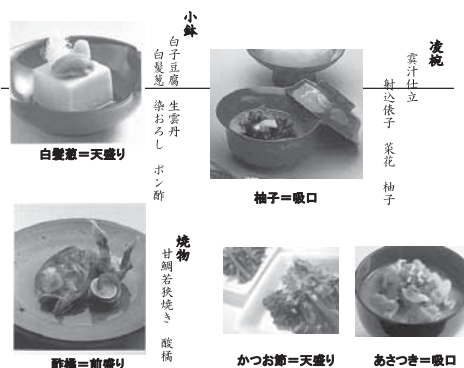 凌椀
霙汁仕立
射込俵子 菜花 柚子
柚子＝吸口
小鉢
白子豆腐 生雲丹
白髪葱 染おろし ポン酢
白髪葱＝天盛り
焼物
甘鯛若狭焼き 酸橘
酢橘＝前盛り
かつお節＝天盛り
あさつき＝吸口